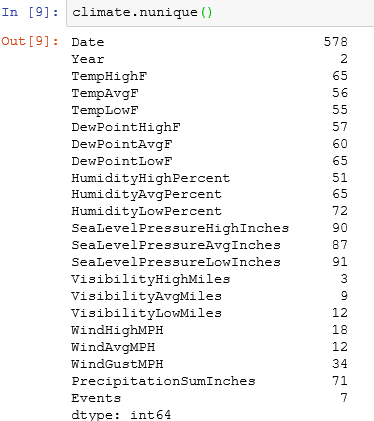 In [9]: climate.nunique()
Out[9]: Date 578
Year 2
TempHighF 65
TempAvgF 56
TempLowF 55
DewPointHighF 57
DewPointAvgF 60
DewPointLowF 65
HumidityHighPercent 51
HumidityAvgPercent 65
HumidityLowPercent 72
SeaLevelPressureHighInches 90
SeaLevelPressureAvgInches 87
SeaLevelPressureLowInches 91
VisibilityHighMiles 3
VisibilityAvgMiles 9
VisibilityLowMiles 12
WindHighMPH 18
WindAvgMPH 12
WindGustMPH 34
PrecipitationSumInches 71
Events 7
dtype: int64